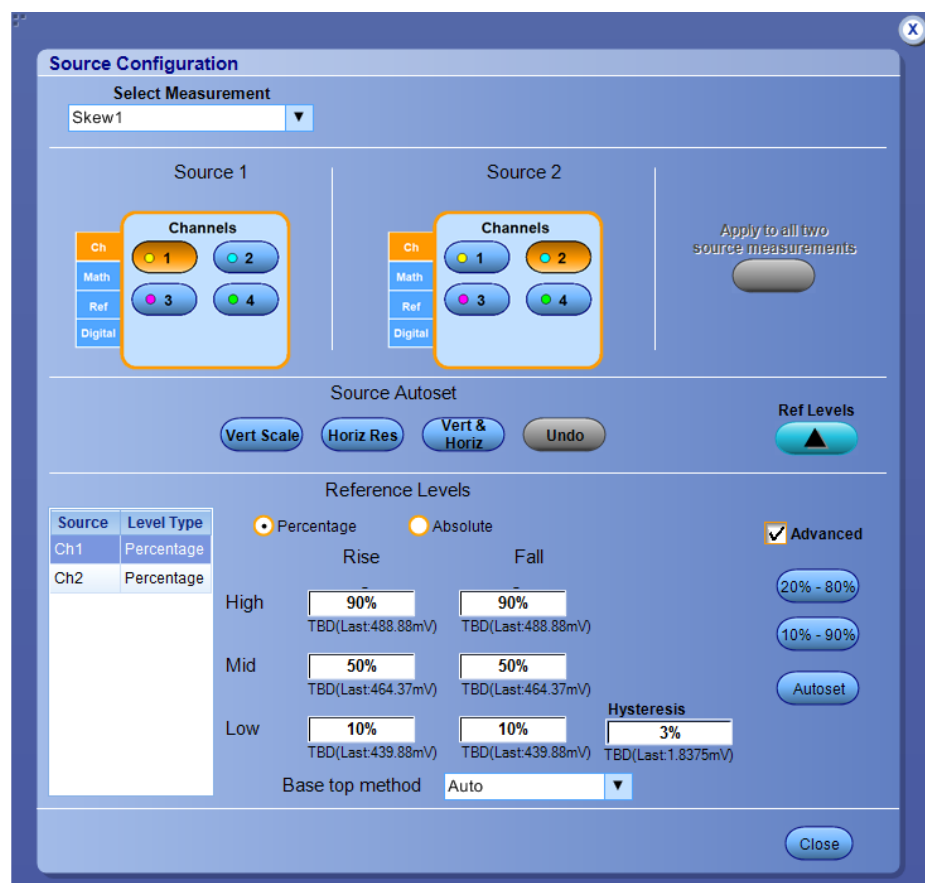 X
Source Configuration
Select Measurement
Skew1
Source 1
Source 2
Channels
Ch
Math
Ref
Digital
1
2
3
4
Channels
Ch
Math
Ref
Digital
1
2
3
4
Apply to all two
source measurements
Source Autoset
Vert Scale
Horiz Res
Vert &
Horiz
Undo
Ref Levels
Reference Levels
Source Level Type
Ch1 Percentage
Ch2 Percentage
Percentage
Absolute
Advanced
Rise Fall
High 90% 90%
TBD(Last:488.88mV) TBD(Last:488.88mV)
Mid 50% 50%
TBD(Last:464.37mV) TBD(Last:464.37mV)
Low 10% 10%
TBD(Last:439.88mV) TBD(Last:439.88mV)
Hysteresis
3%
TBD(Last:1.8375mV)
Base top method Auto
20% - 80%
10% - 90%
Autoset
Close